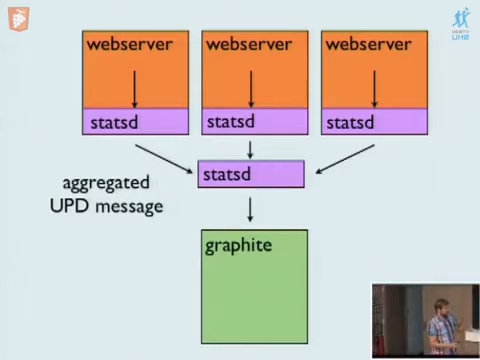 webserver
webserver
webserver
statsd
statsd
statsd
statsd
aggregated
UPD message
graphite